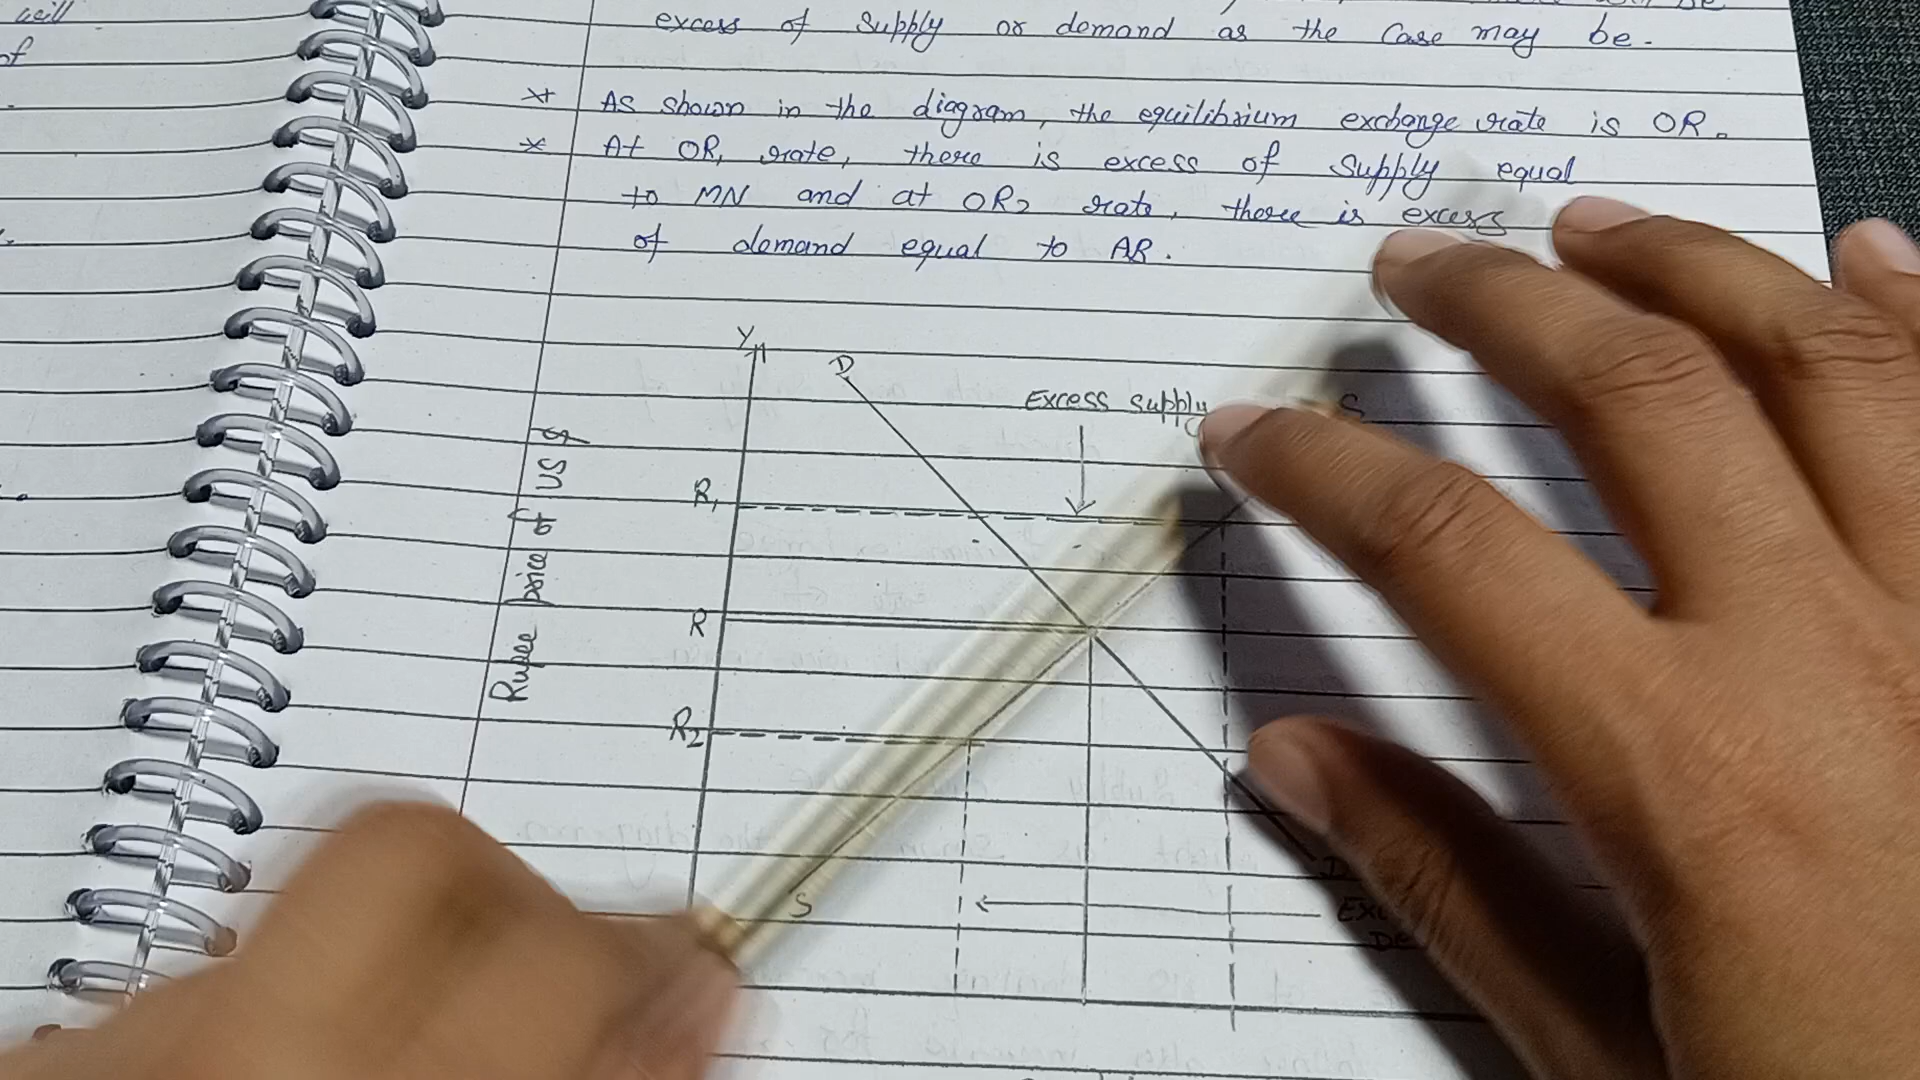 will
of
excess of supply or demand as the case may be.
* As shown in the diagram, the equilibrium exchange rate is OR.
* At OR1 rate, there is excess of supply equal
to MN and at OR2 rate, there is excess
of demand equal to AB.
Y
D
Excess supply
S
Rupee price of US $
R1
R
R2
S
D